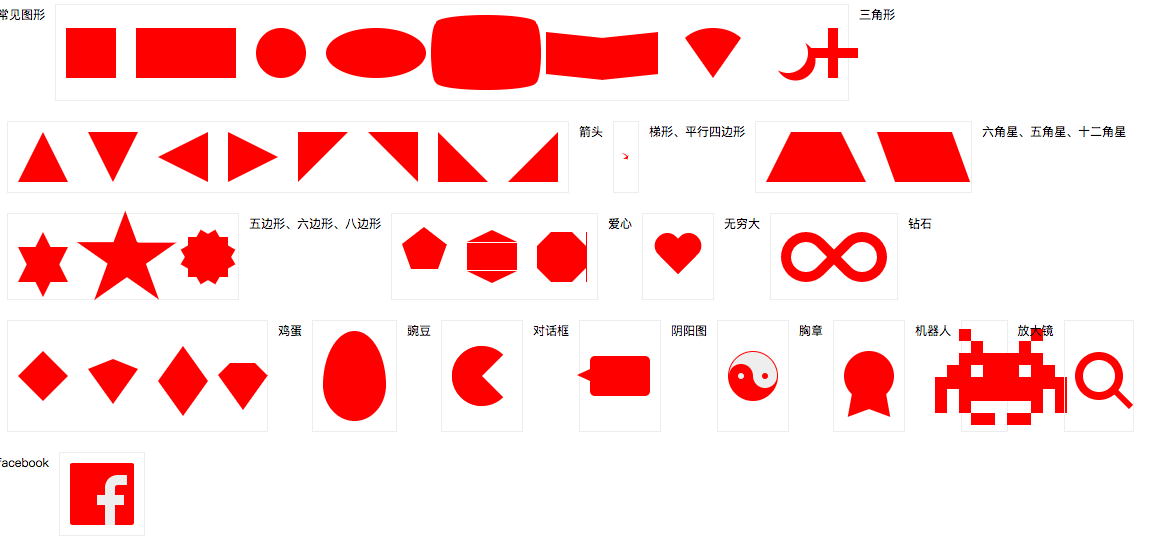 常见图形
三角形
箭头
梯形、平行四边形
六角星、五角星、十二角星
五边形、六边形、八边形
爱心
无穷大
钻石
鸡蛋
豌豆
对话框
阴阳图
胸章
机器人
放大镜
facebook